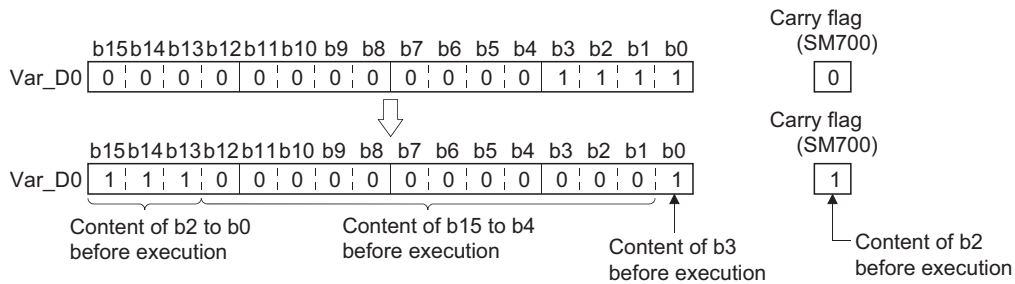 Carry flag
(SM700)
b15 b14 b13 b12 b11 b10 b9 b8 b7 b6 b5 b4 b3 b2 b1 b0
Var_D0 0 0 0 0 0 0 0 0 0 0 0 0 1 1 1 1 0
Carry flag
(SM700)
b15 b14 b13 b12 b11 b10 b9 b8 b7 b6 b5 b4 b3 b2 b1 b0
Var_D0 1 1 1 0 0 0 0 0 0 0 0 0 0 0 0 1 1
Content of b2 to b0
before execution
Content of b15 to b4
before execution
Content of b3
before execution
Content of b2
before execution